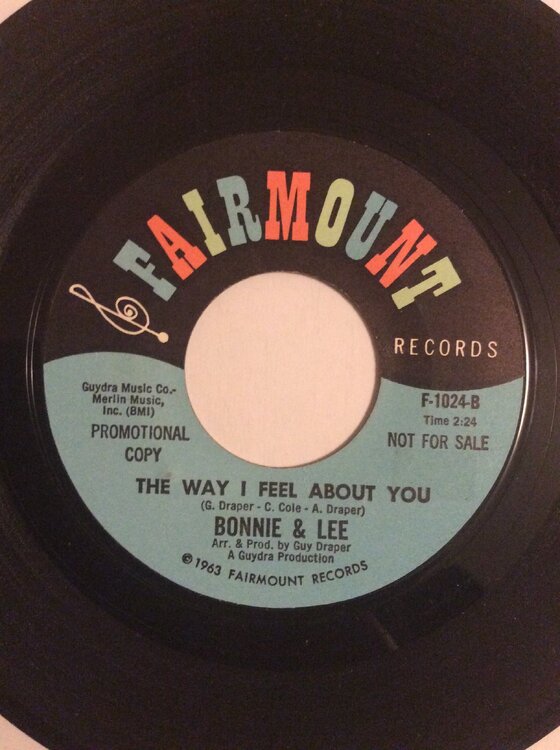 FAIRMOUNT
RECORDS
Guydra Music Co.-
Merlin Music,
Inc. (BMI)
PROMOTIONAL
COPY
F-1024-B
Time 2:24
NOT FOR SALE
THE WAY I FEEL ABOUT YOU
(G. Draper - C. Cole - A. Draper)
BONNIE & LEE
Arr. & Prod. by Guy Draper
A Guydra Production
© 1963 FAIRMOUNT RECORDS